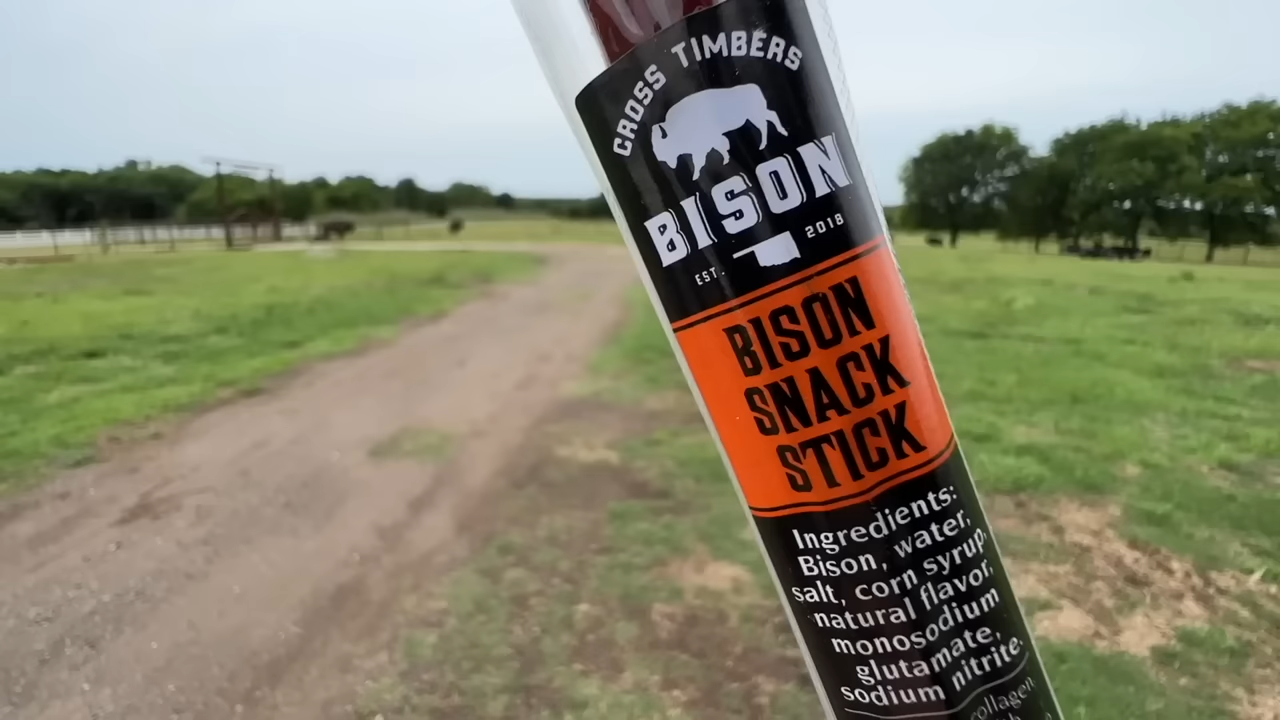 CROSS TIMBERS
BISON
EST. 2018
BISON
SNACK
STICK
Ingredients:
Bison, water,
salt, corn syrup,
natural flavor,
monosodium
glutamate,
sodium nitrite.
collagen